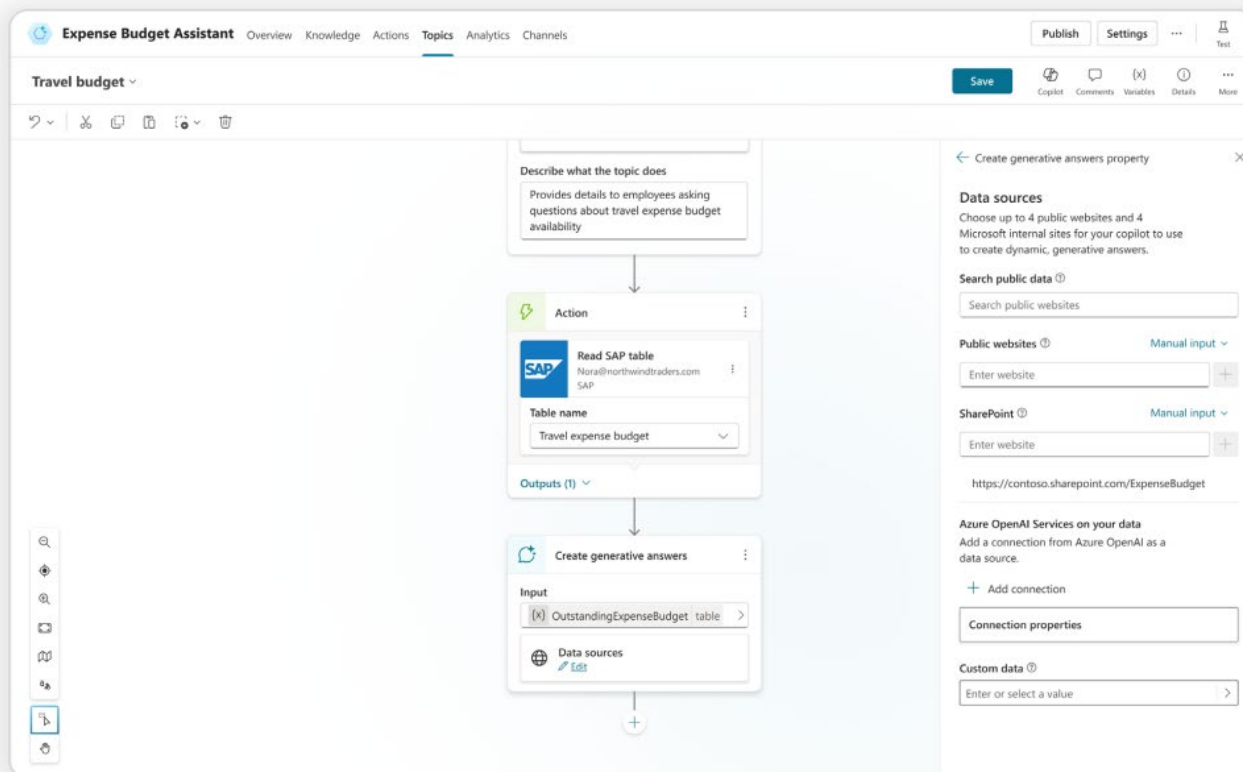 Expense Budget Assistant Overview Knowledge Actions Topics Analytics Channels Publish Settings ... Test
Travel budget Save Copilot Comments Variables Details More
Describe what the topic does
Provides details to employees asking
questions about travel expense budget
availability
Action
SAP
Read SAP table
Nora@northwindtraders.com
SAP
Table name
Travel expense budget
Outputs (1)
Create generative answers
Input
{x} OutstandingExpenseBudget table
Data sources
Edit
Create generative answers property
Data sources
Choose up to 4 public websites and 4
Microsoft internal sites for your copilot to use
to create dynamic, generative answers.
Search public data
Search public websites
Public websites Manual input
Enter website
SharePoint Manual input
Enter website
https://contoso.sharepoint.com/ExpenseBudget
Azure OpenAI Services on your data
Add a connection from Azure OpenAI as a
data source.
Add connection
Connection properties
Custom data
Enter or select a value